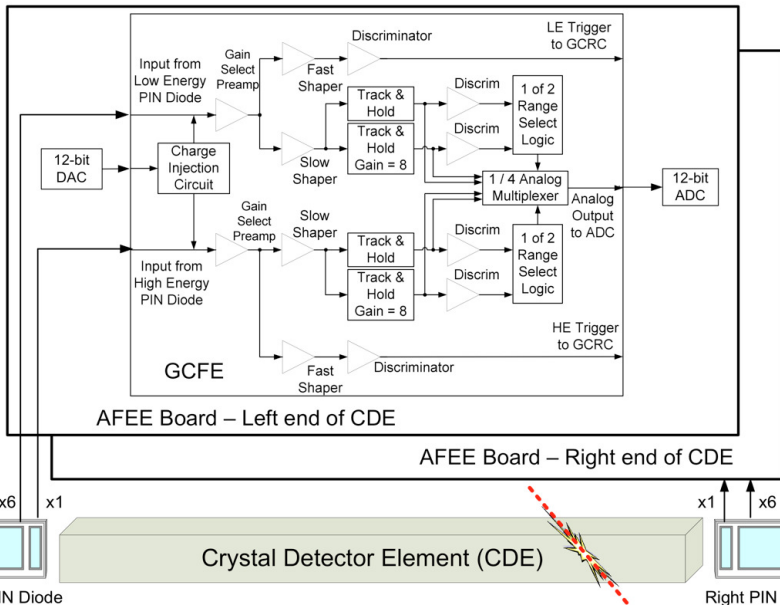 LE Trigger
to GCRC
Discriminator
Gain
Select
Preamp
Input from
Low Energy
PIN Diode
Fast
Shaper
Track &
Hold
Discrim
1 of 2
Range
Select
Logic
12-bit
DAC
Charge
Injection
Circuit
Slow
Shaper
Track &
Hold
Gain = 8
Discrim
1 / 4 Analog
Multiplexer
12-bit
ADC
Analog
Output
to ADC
Gain
Select
Preamp
Slow
Shaper
Track &
Hold
Discrim
1 of 2
Range
Select
Logic
Input from
High Energy
PIN Diode
Track &
Hold
Gain = 8
Discrim
HE Trigger
to GCRC
GCFE
Fast
Shaper
Discriminator
AFEE Board – Left end of CDE
AFEE Board – Right end of CDE
x6
x1
x1
x6
Crystal Detector Element (CDE)
IN Diode
Right PIN